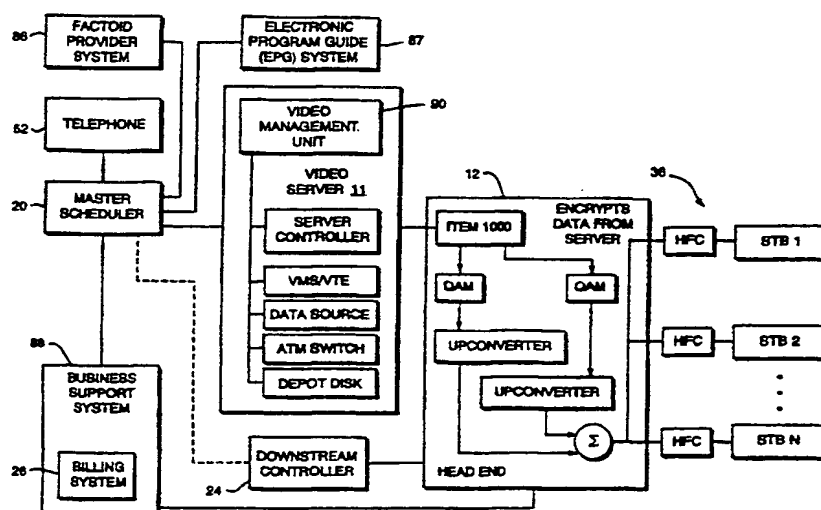 86
FACTOID
PROVIDER
SYSTEM
ELECTRONIC
PROGRAM GUIDE
(EPG) SYSTEM
87
52
TELEPHONE
20
MASTER
SCHEDULER
90
VIDEO
MANAGEMENT.
UNIT
VIDEO
SERVER 11
SERVER
CONTROLLER
VMS/VTE
DATA SOURCE
ATM SWITCH
DEPOT DISK
12
ITEM 1000
ENCRYPTS
DATA FROM
SERVER
QAM
QAM
UPCONVERTER
UPCONVERTER
Σ
HEAD END
36
HFC
STB 1
HFC
STB 2
HFC
STB N
88
BUSINESS
SUPPORT
SYSTEM
26
BILLING
SYSTEM
DOWNSTREAM
CONTROLLER
24